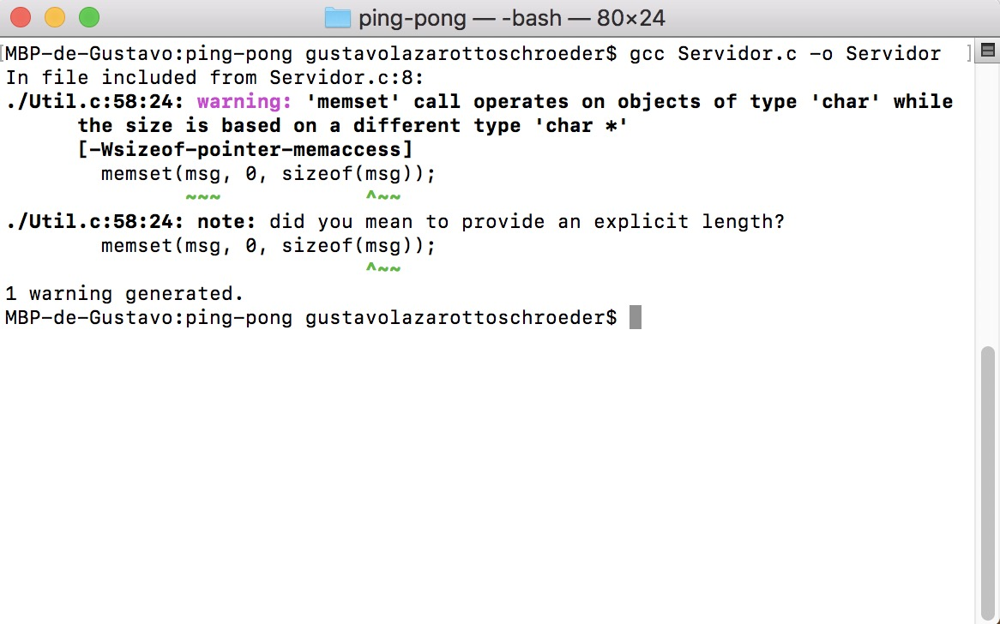 ping-pong — -bash — 80×24
[MBP-de-Gustavo:ping-pong gustavolazarottoschroeder$ gcc Servidor.c -o Servidor ]
In file included from Servidor.c:8:
./Util.c:58:24: warning: 'memset' call operates on objects of type 'char' while
      the size is based on a different type 'char *'
      [-Wsizeof-pointer-memaccess]
        memset(msg, 0, sizeof(msg));
               ~~~            ^~~
./Util.c:58:24: note: did you mean to provide an explicit length?
        memset(msg, 0, sizeof(msg));
                              ^~~
1 warning generated.
MBP-de-Gustavo:ping-pong gustavolazarottoschroeder$